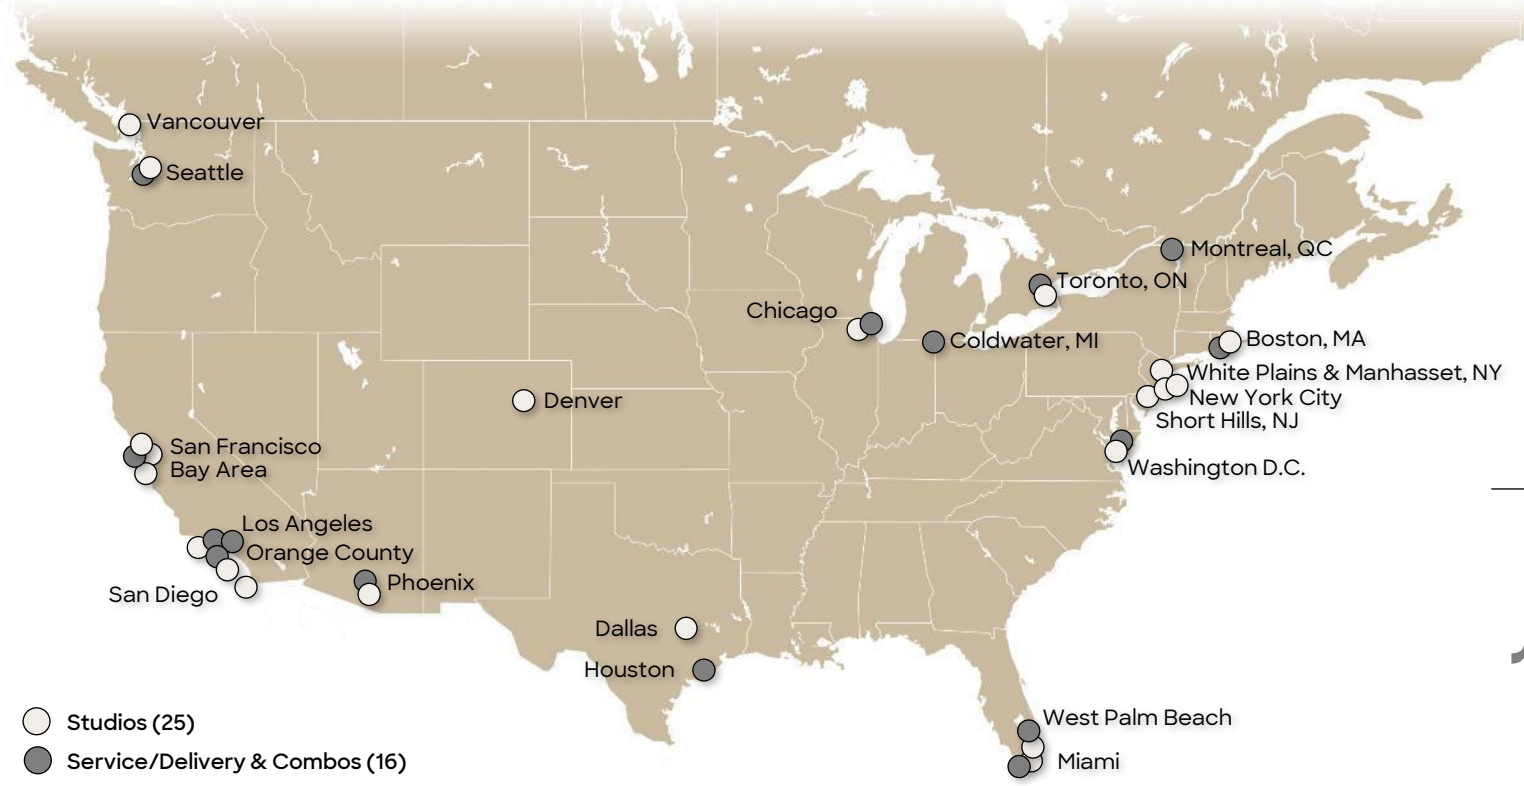 Vancouver
Seattle
Montreal, QC
Toronto, ON
Chicago
Coldwater, MI
Boston, MA
White Plains & Manhasset, NY
New York City
Short Hills, NJ
Denver
San Francisco
Bay Area
Washington D.C.
Los Angeles
Orange County
San Diego
Phoenix
Dallas
Houston
West Palm Beach
Miami
Studios (25)
Service/Delivery & Combos (16)